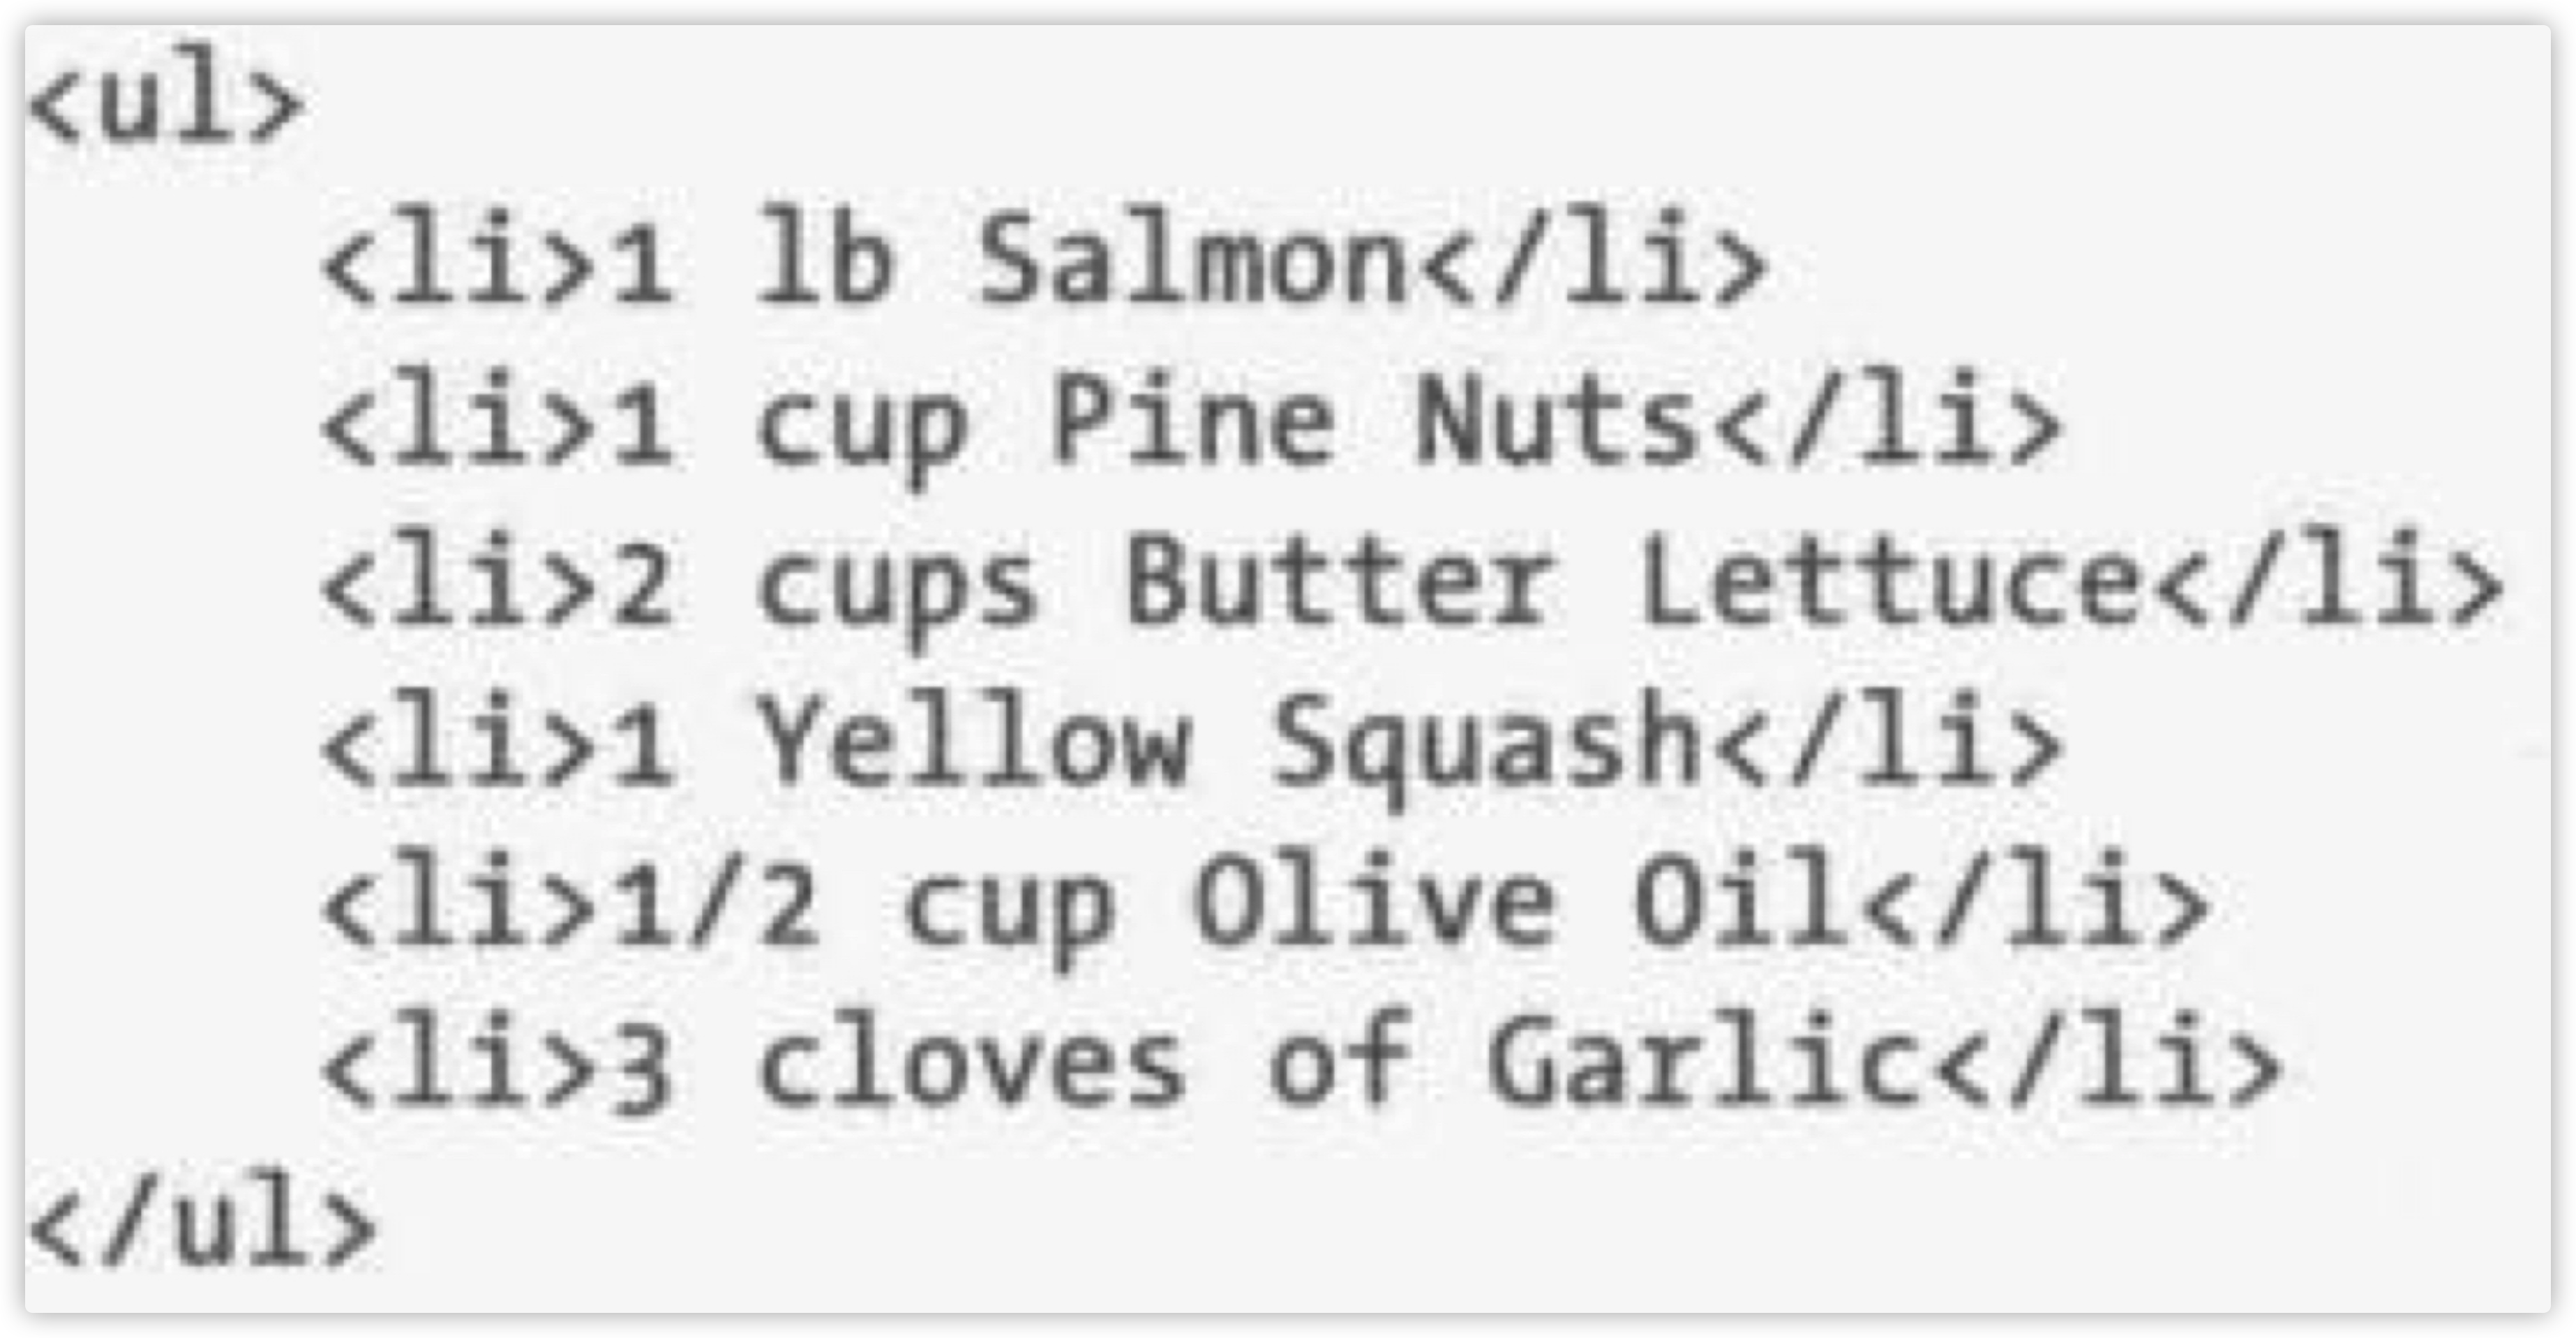 <ul>
    <li>1 lb Salmon</li>
    <li>1 cup Pine Nuts</li>
    <li>2 cups Butter Lettuce</li>
    <li>1 Yellow Squash</li>
    <li>1/2 cup Olive Oil</li>
    <li>3 cloves of Garlic</li>
</ul>